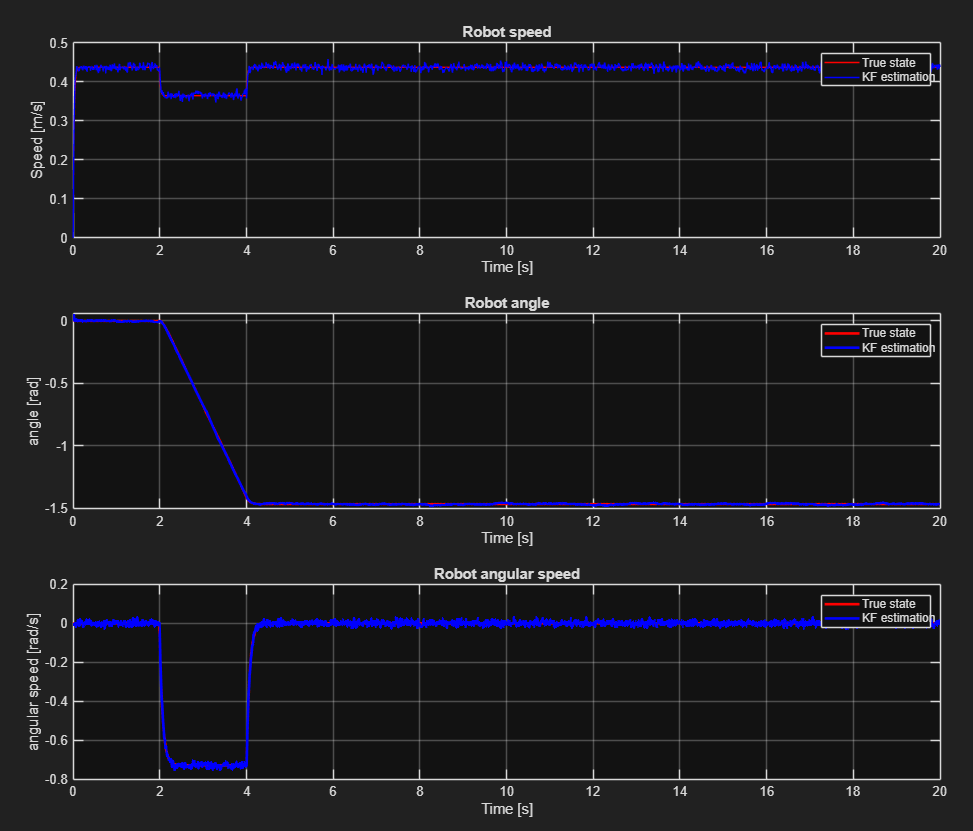 Robot speed
0.5
0.4
0.3
0.2
0.1
0
Speed [m/s]
True state
KF estimation
0 2 4 6 8 10 12 14 16 18 20
Time [s]
Robot angle
0
-0.5
-1
-1.5
angle [rad]
True state
KF estimation
0 2 4 6 8 10 12 14 16 18 20
Time [s]
Robot angular speed
0.2
0
-0.2
-0.4
-0.6
-0.8
angular speed [rad/s]
True state
KF estimation
0 2 4 6 8 10 12 14 16 18 20
Time [s]